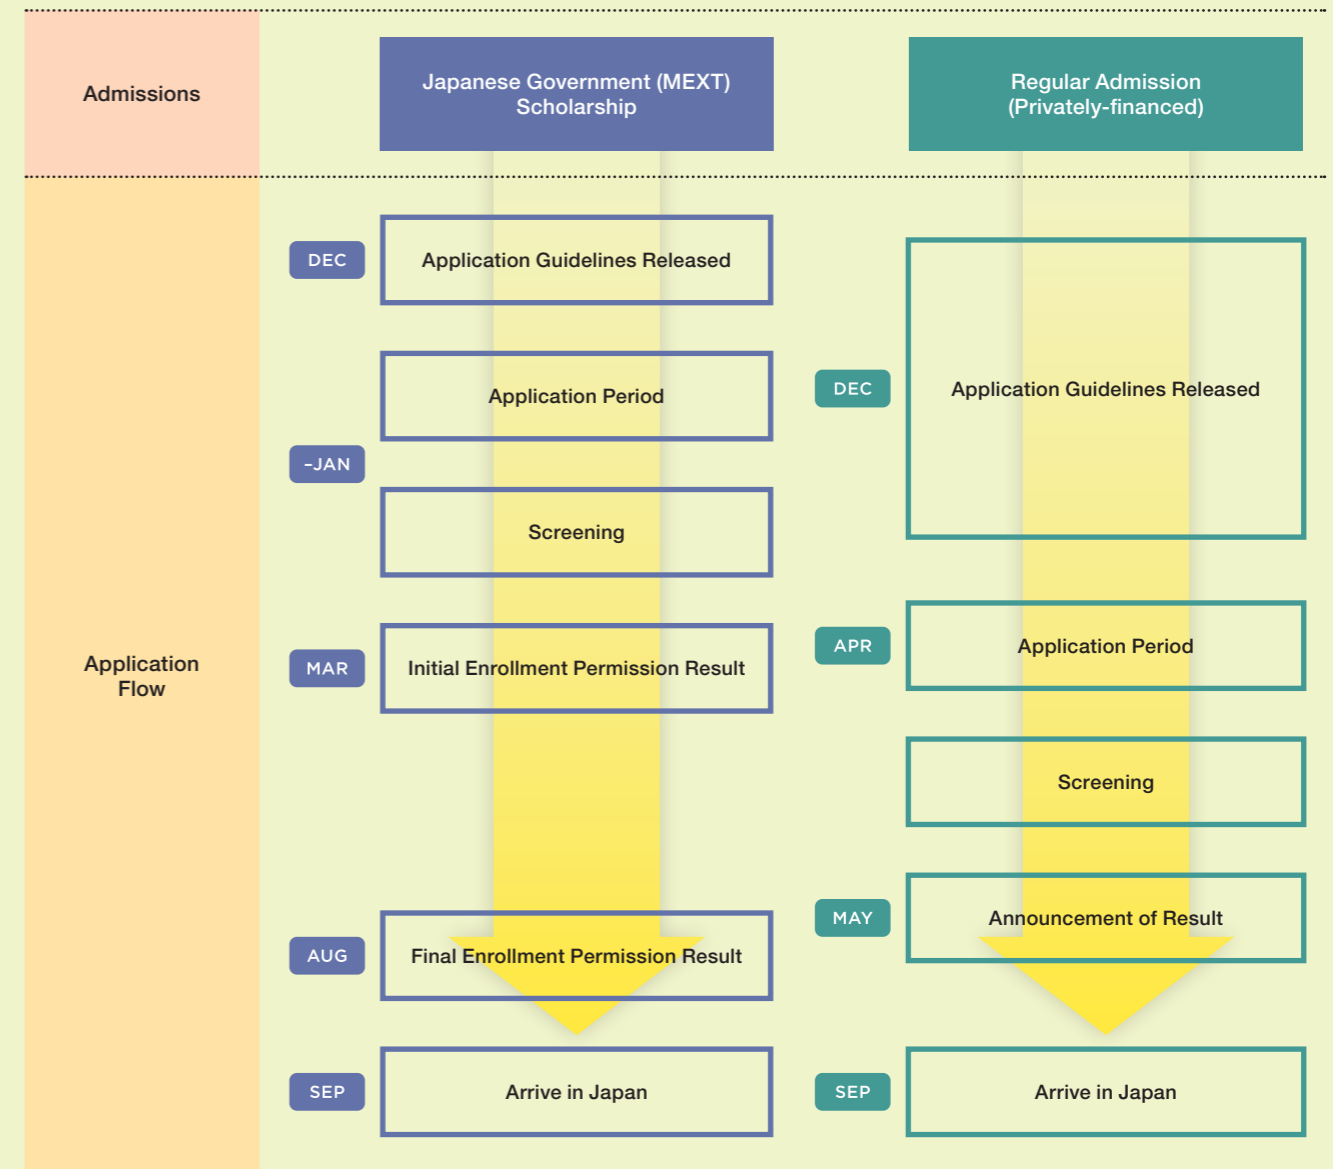 Admissions
Japanese Government (MEXT)
Scholarship
Regular Admission
(Privately-financed)
Application
Flow
DEC
Application Guidelines Released
Application Period
–JAN
Screening
MAR
Initial Enrollment Permission Result
AUG
Final Enrollment Permission Result
SEP
Arrive in Japan
DEC
Application Guidelines Released
APR
Application Period
Screening
MAY
Announcement of Result
SEP
Arrive in Japan